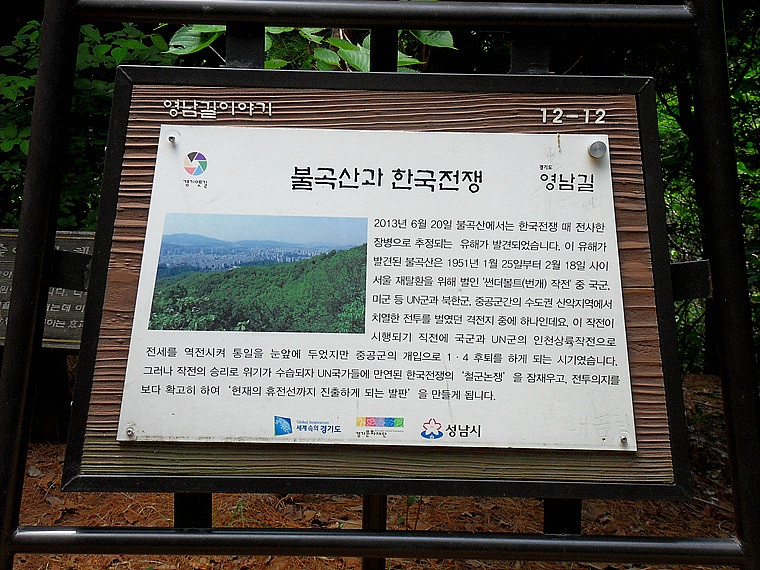 영남길이야기
12-12
경기옛길
불곡산과 한국전쟁
경기도
영남길
2013년 6월 20일 불곡산에서는 한국전쟁 때 전사한
장병으로 추정되는 유해가 발견되었습니다. 이 유해가
발견된 불곡산은 1951년 1월 25일부터 2월 18일 사이
서울 재탈환을 위해 벌인 '썬더볼트(번개) 작전' 중 국군,
미군 등 UN군과 북한군, 중공군간의 수도권 산악지역에서
치열한 전투를 벌였던 격전지 중에 하나인데요. 이 작전이
시행되기 직전에 국군과 UN군의 인천상륙작전으로
전세를 역전시켜 통일을 눈앞에 두었지만 중공군의 개입으로 1·4 후퇴를 하게 되는 시기였습니다.
그러나 작전의 승리로 위기가 수습되자 UN국가들에 만연된 한국전쟁의 '철군논쟁' 을 잠재우고, 전투의지를
보다 확고히 하여 '현재의 휴전선까지 진출하게 되는 발판' 을 만들게 됩니다.
Global Inspiration
세계 속의 경기도
경기문화재단
성남시